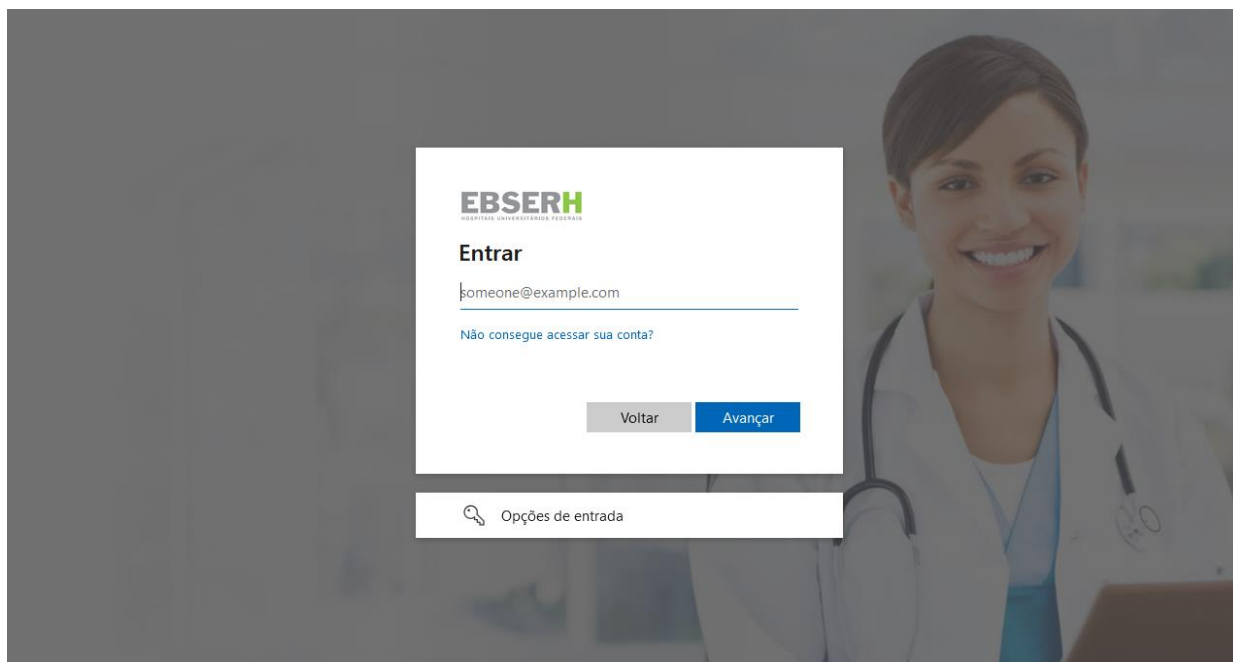 EBSERH
HOSPITAIS UNIVERSITÁRIOS FEDERAIS
Entrar
someone@example.com
Não consegue acessar sua conta?
Voltar
Avançar
Opções de entrada